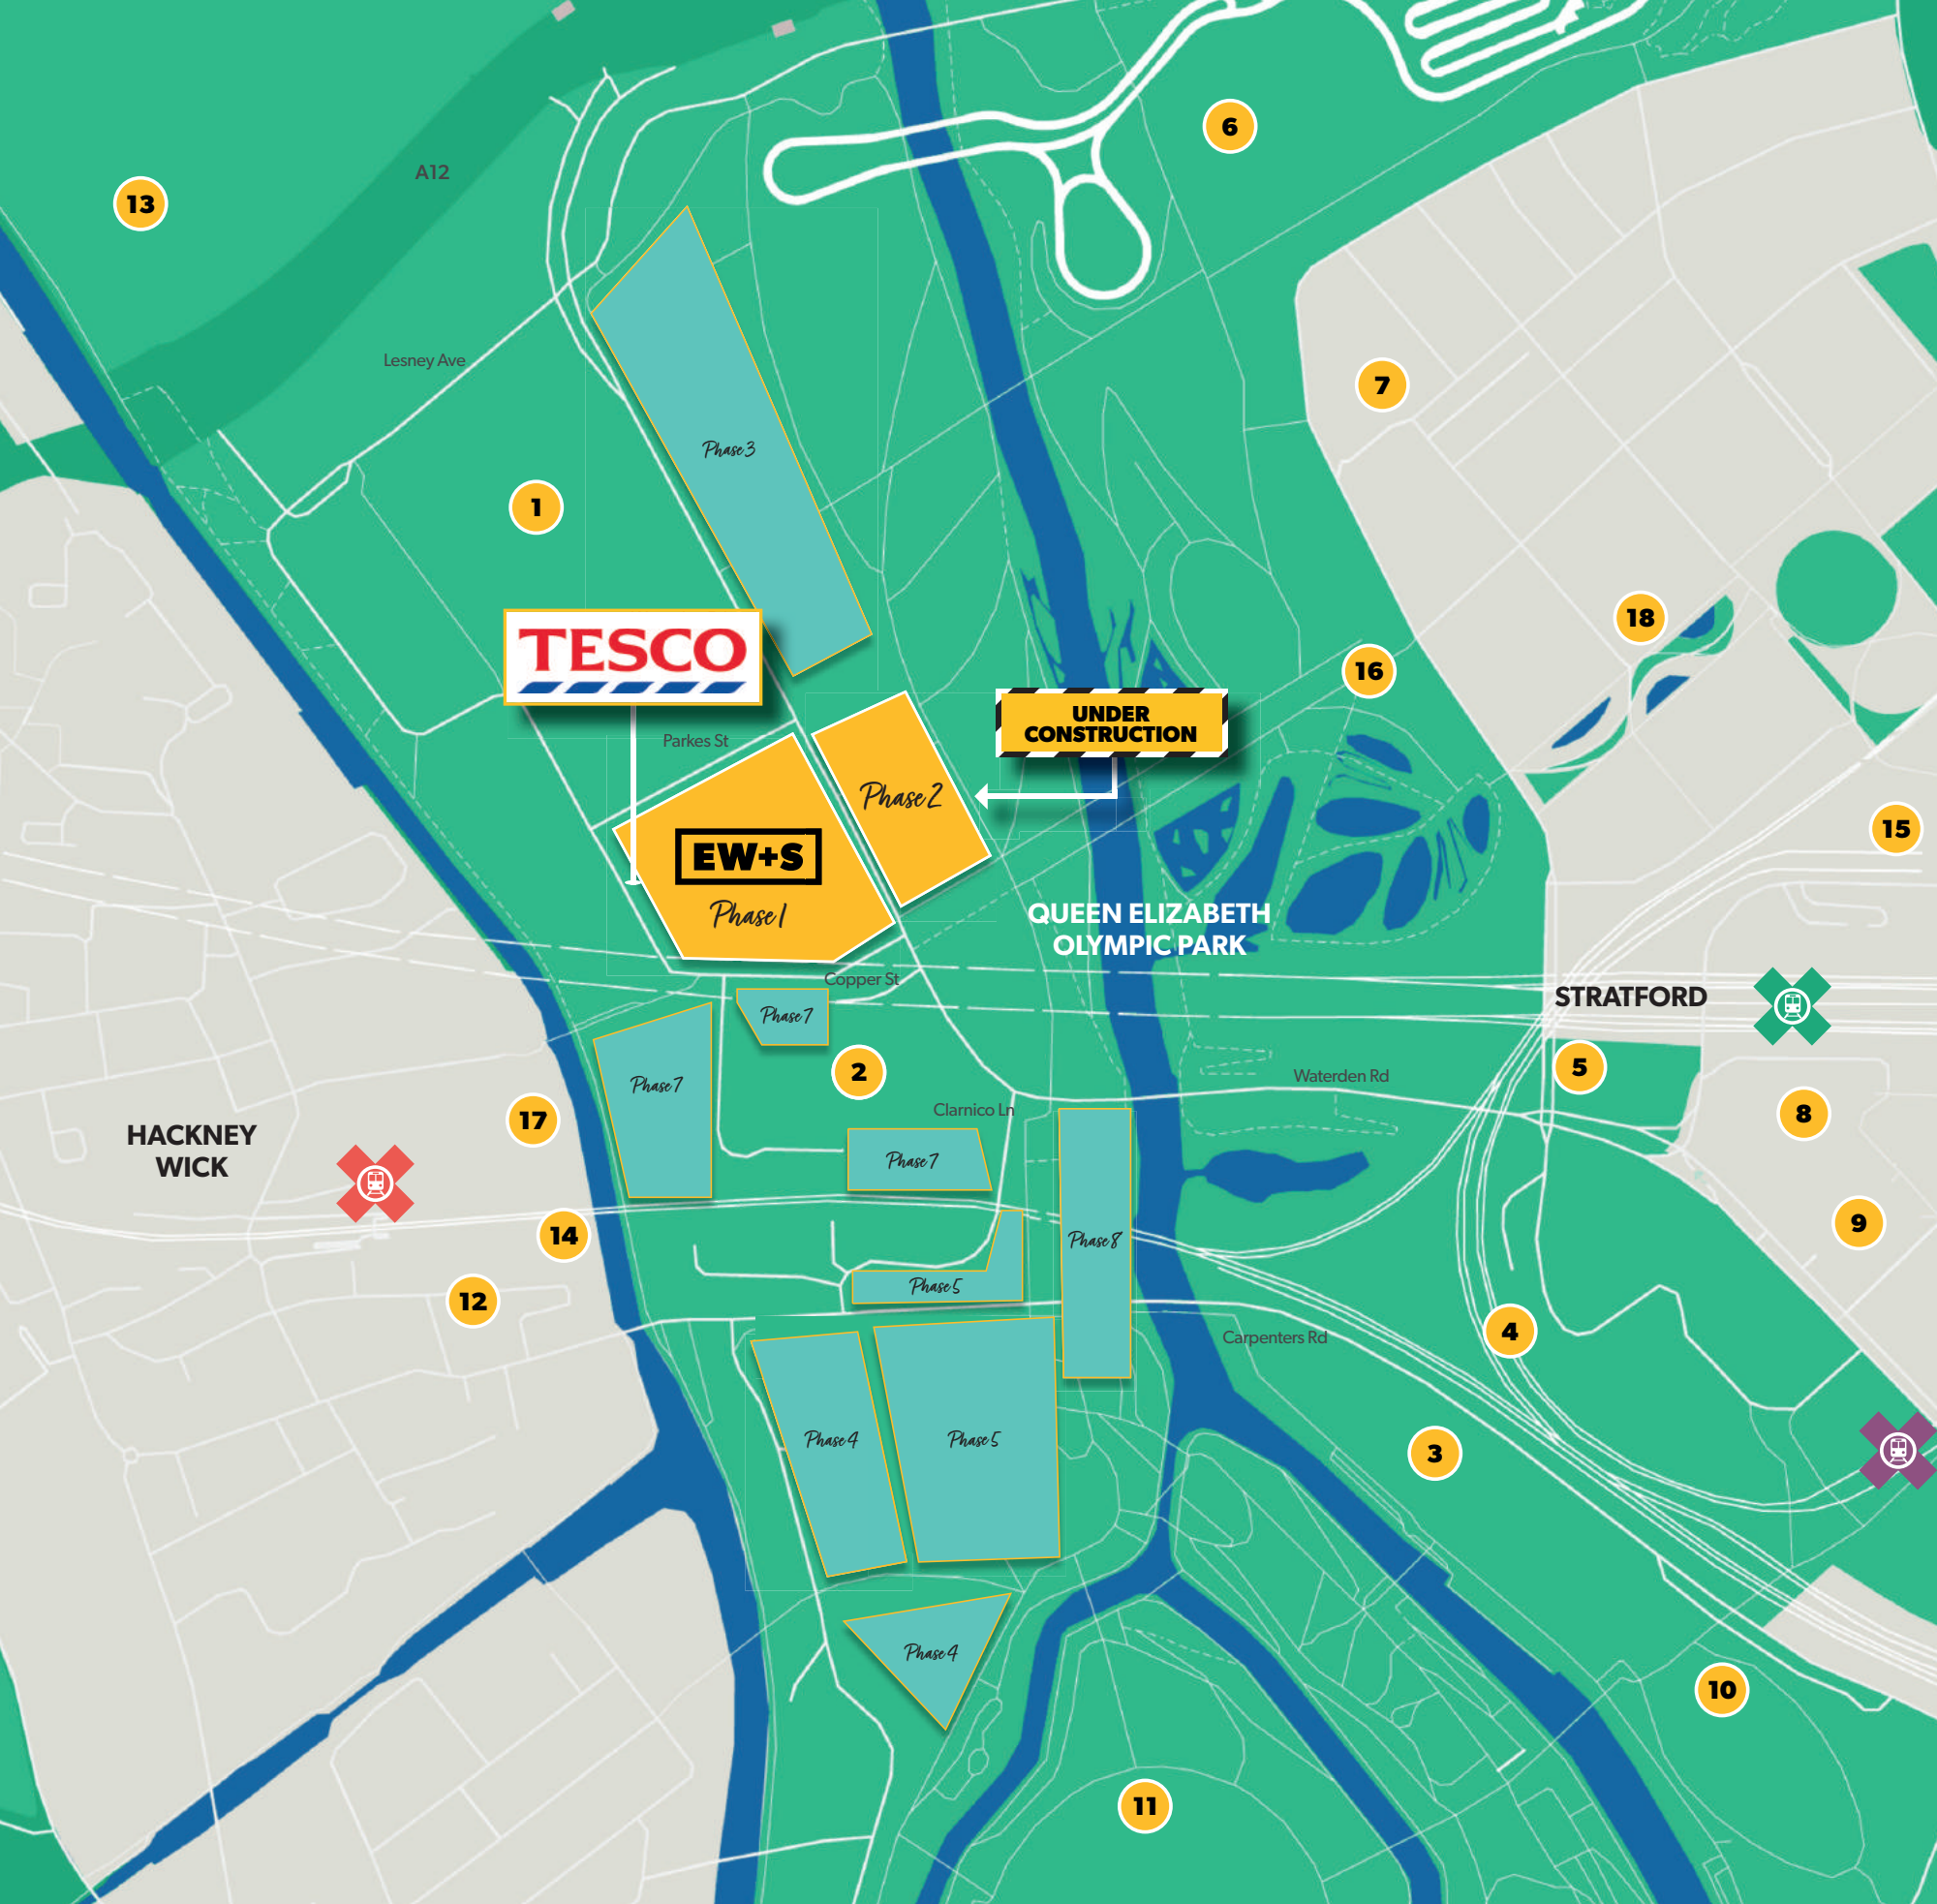 6
A12
13
Lesney Ave
7
Phase 3
1
18
TESCO
16
UNDER
CONSTRUCTION
Parkes St
Phase 2
15
EW+S
Phase 1
QUEEN ELIZABETH
OLYMPIC PARK
Copper St
STRATFORD
Phase 7
2
5
Waterden Rd
Phase 7
Clarnico Ln
8
17
HACKNEY
WICK
Phase 7
9
14
Phase 8
Phase 5
12
4
Carpenters Rd
Phase 4
Phase 5
3
Phase 4
10
11